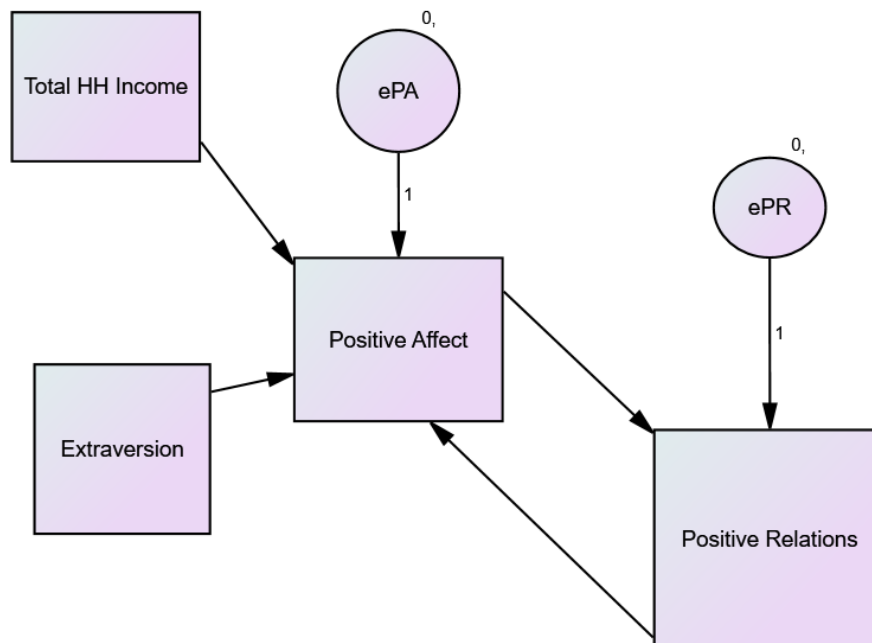 0,
Total HH Income
ePA
0,
1
ePR
Positive Affect
1
Extraversion
Positive Relations